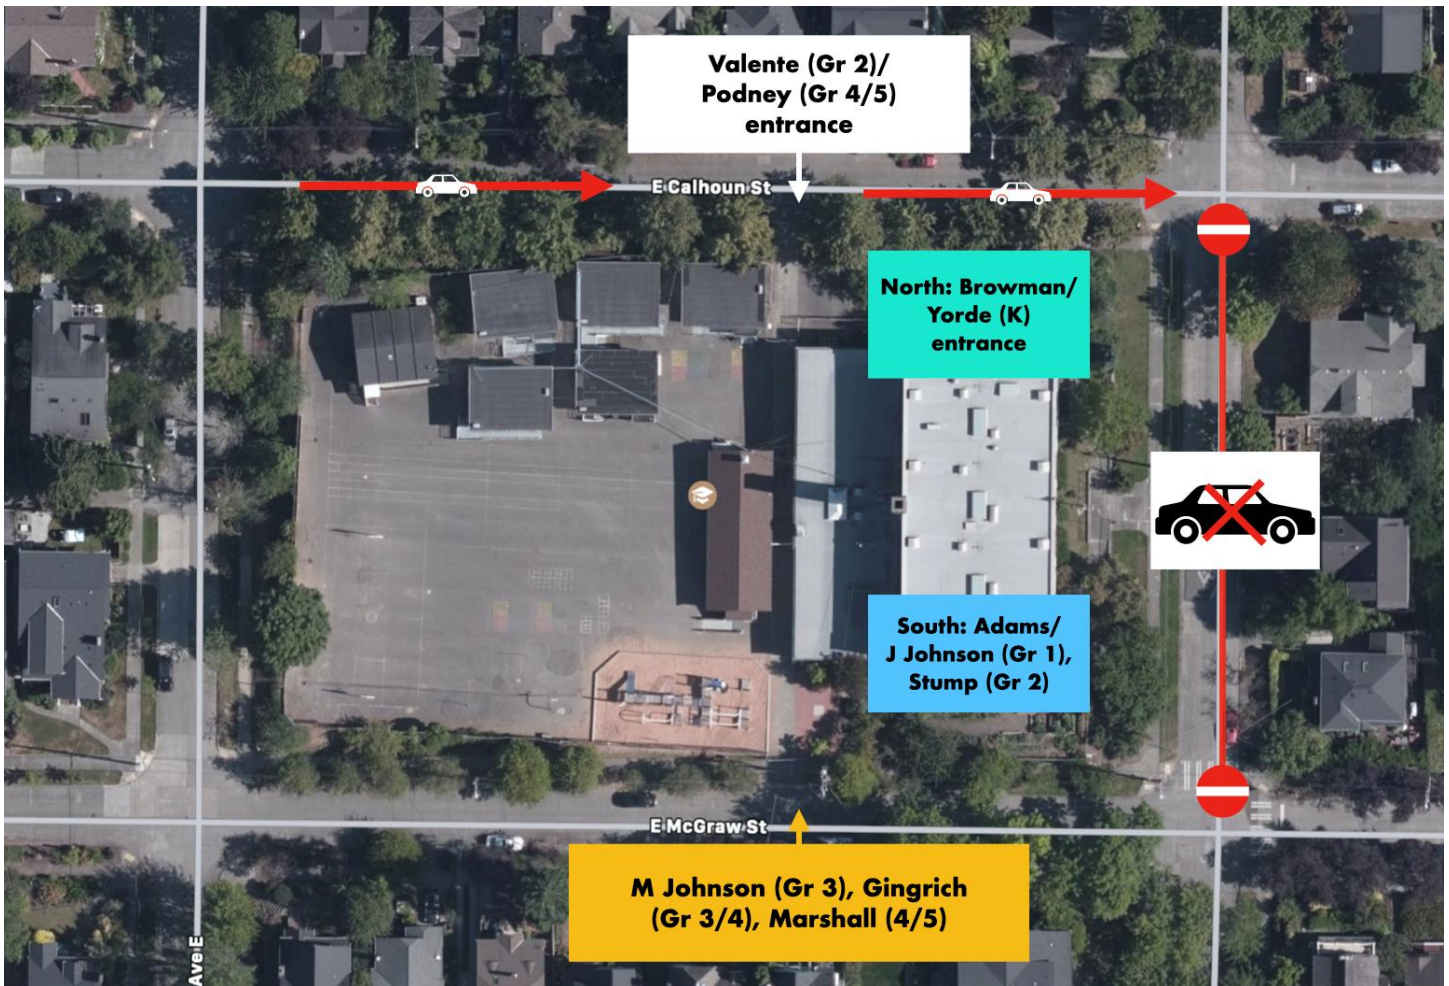 Valente (Gr 2)/
Podney (Gr 4/5)
entrance
E Calhoun St
North: Browman/
Yorde (K)
entrance
South: Adams/
J Johnson (Gr 1),
Stump (Gr 2)
E McGraw St
M Johnson (Gr 3), Gingrich
(Gr 3/4), Marshall (4/5)
Ave E